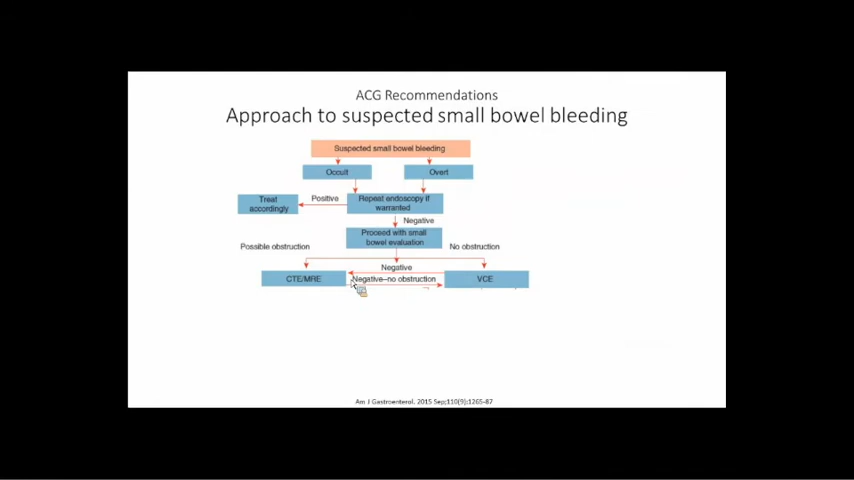 ACG Recommendations
Approach to suspected small bowel bleeding
Suspected small bowel bleeding
Occult
Overt
Treat
accordingly
Positive
Repeat endoscopy if
warranted
Negative
Proceed with small
bowel evaluation
Possible obstruction
No obstruction
Negative
CTE/MRE
Negative–no obstruction
VCE
Am J Gastroenterol. 2015 Sep;110(9):1265-87